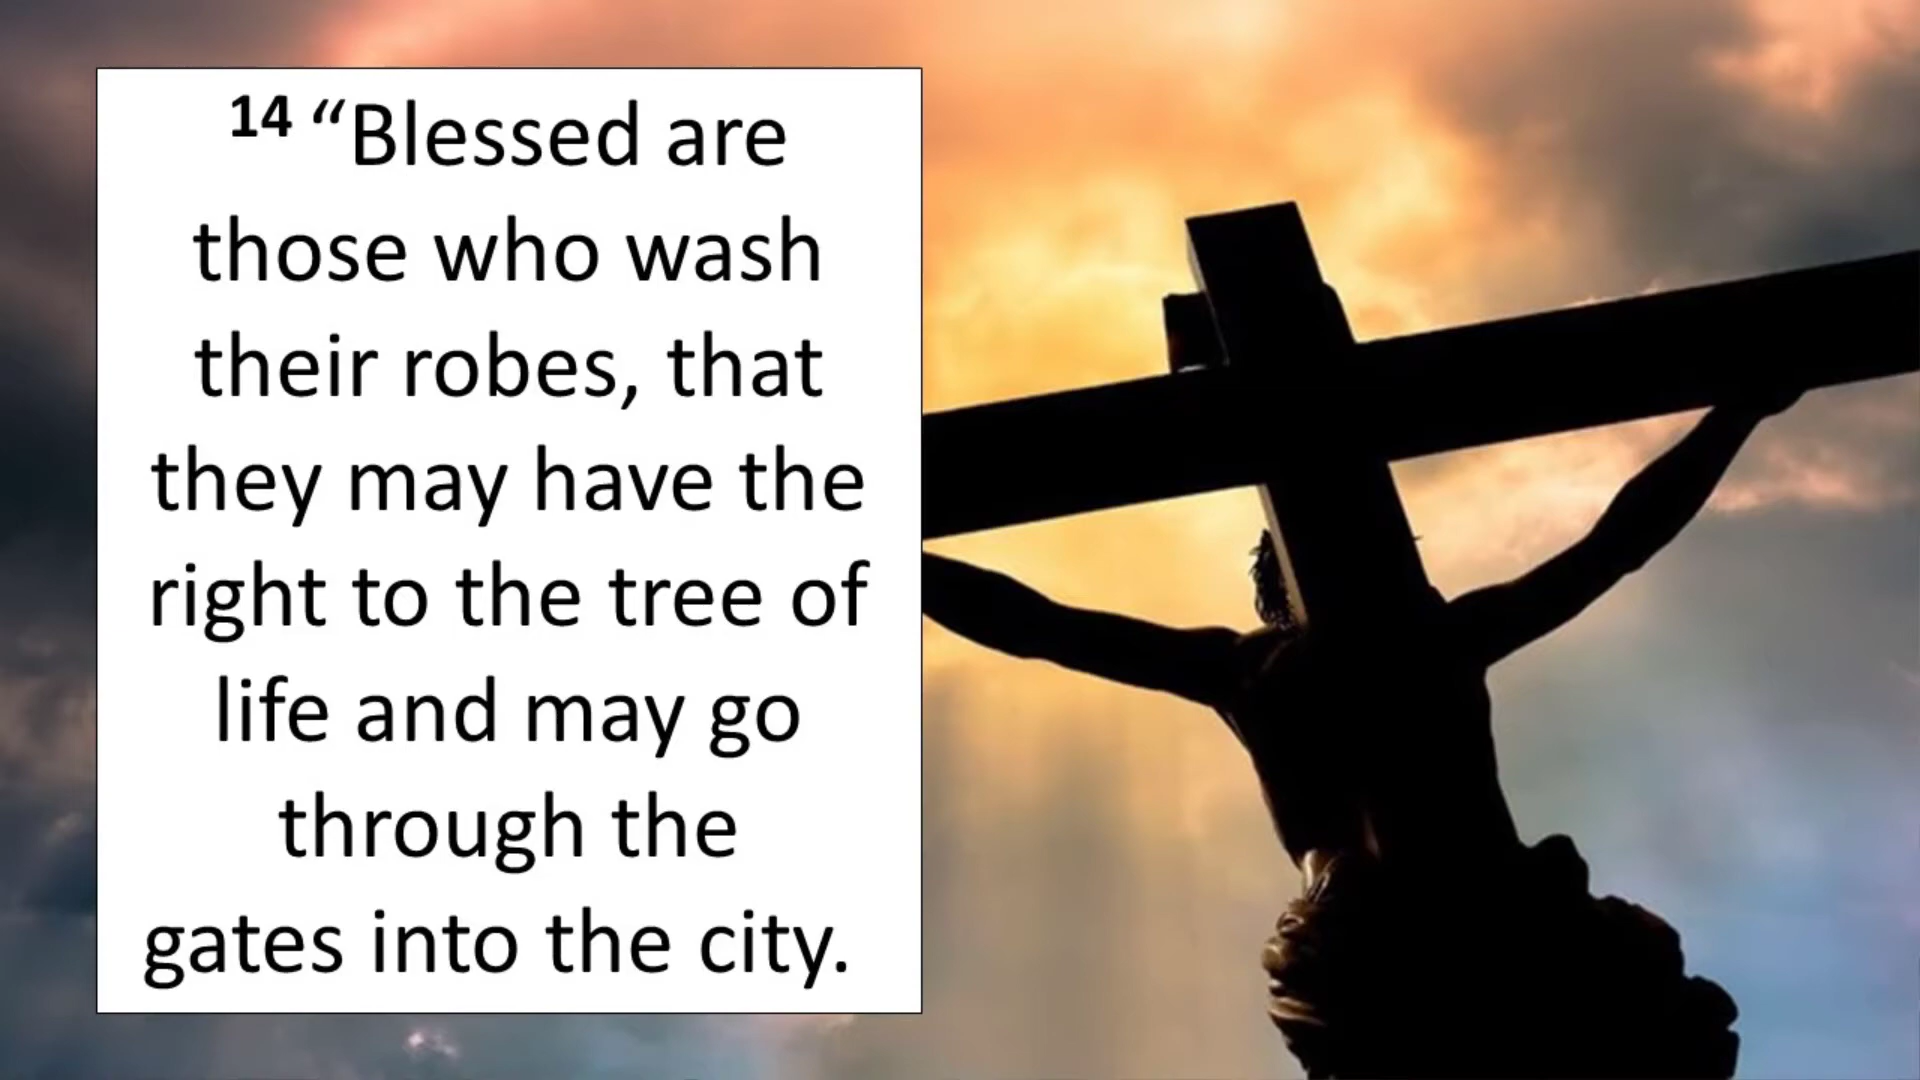 14 “Blessed are
those who wash
their robes, that
they may have the
right to the tree of
life and may go
through the
gates into the city.